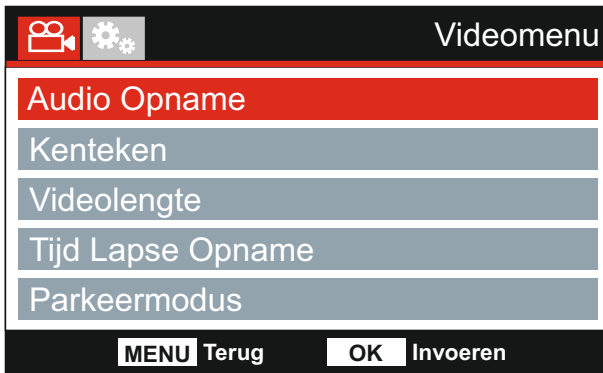 Videomenu
Audio Opname
Kenteken
Videolengte
Tijd Lapse Opname
Parkeermodus
MENU Terug OK Invoeren